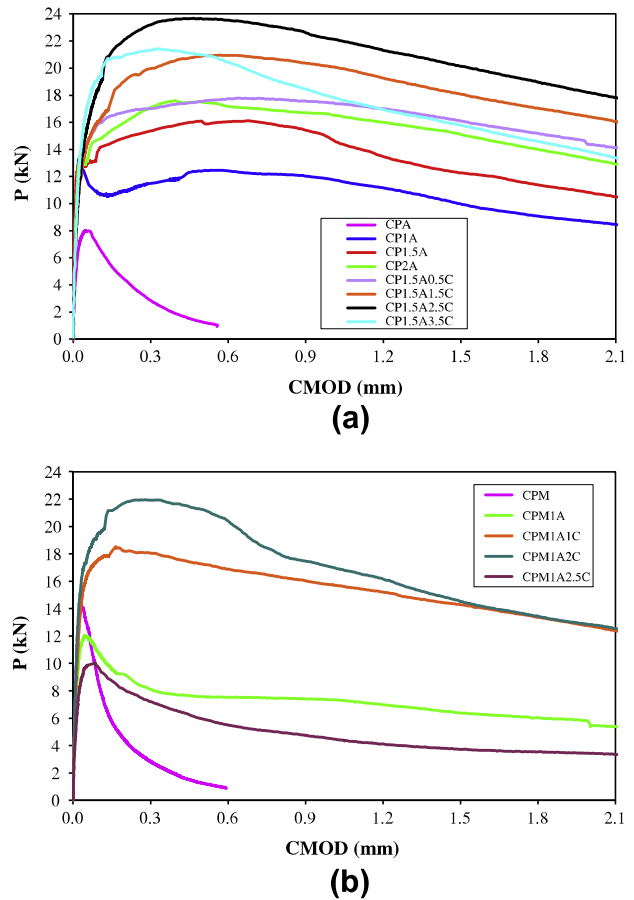 24
22
20
18
16
14
12
10
8
6
4
2
0
P (kN)
CPA
CP1A
CP1.5A
CP2A
CP1.5A0.5C
CP1.5A1.5C
CP1.5A2.5C
CP1.5A3.5C
0.0 0.3 0.6 0.9 1.2 1.5 1.8 2.1
CMOD (mm)
(a)
24
22
20
18
16
14
12
10
8
6
4
2
0
P (kN)
CPM
CPM1A
CPM1A1C
CPM1A2C
CPM1A2.5C
0.0 0.3 0.6 0.9 1.2 1.5 1.8 2.1
CMOD (mm)
(b)